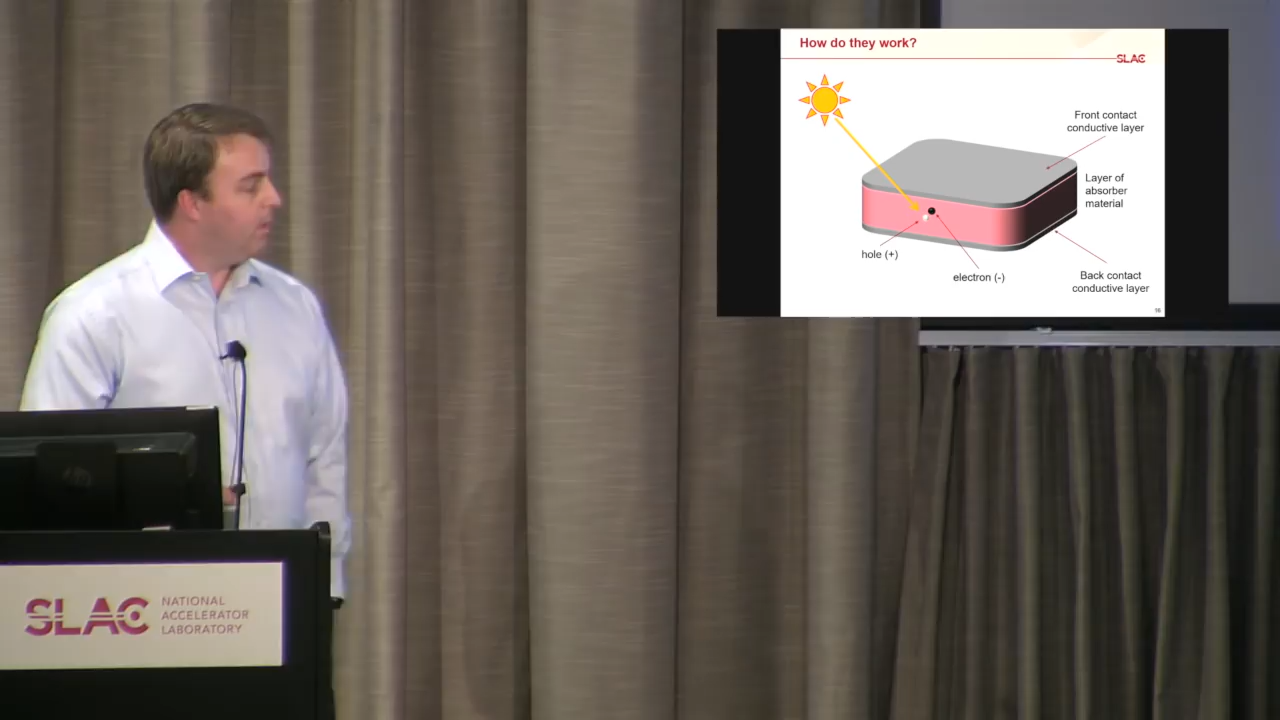 How do they work?
SLAC
Front contact
conductive layer
Layer of
absorber
material
hole (+)
electron (-)
Back contact
conductive layer
16
SLAC
NATIONAL
ACCELERATOR
LABORATORY